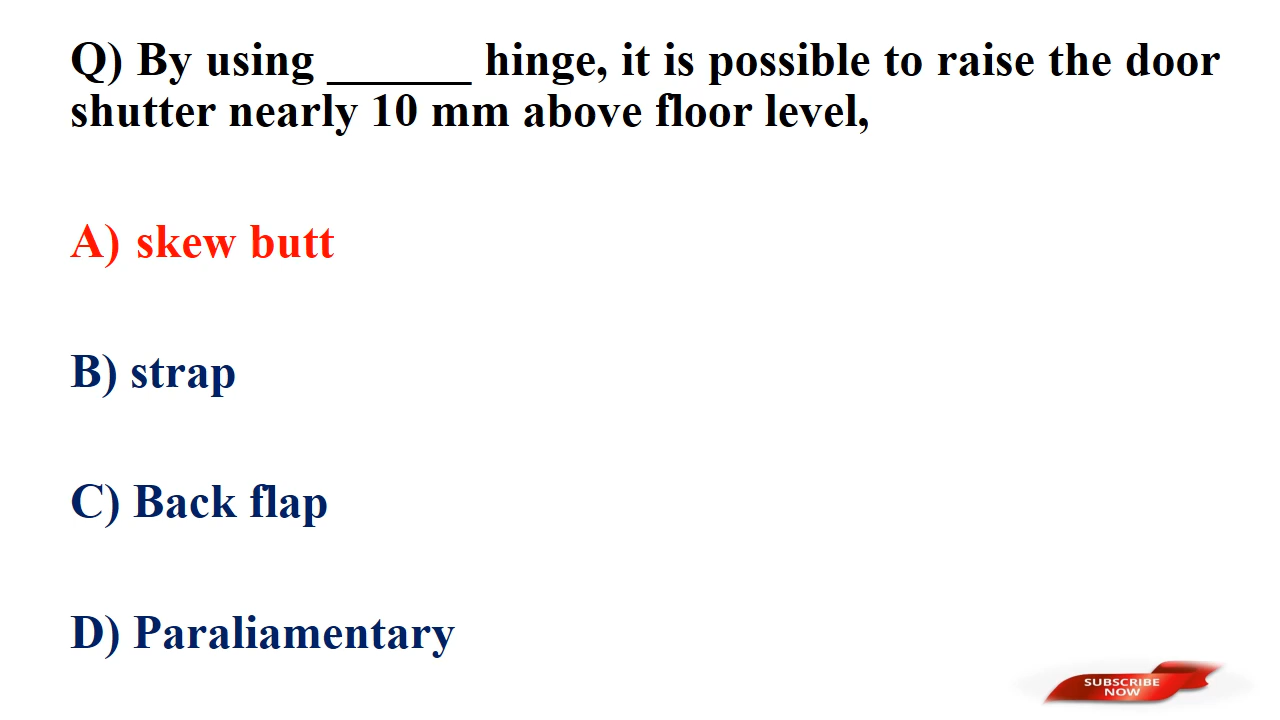 Q) By using ______ hinge, it is possible to raise the door
shutter nearly 10 mm above floor level,
A) skew butt
B) strap
C) Back flap
D) Paraliamentary
SUBSCRIBE
NOW